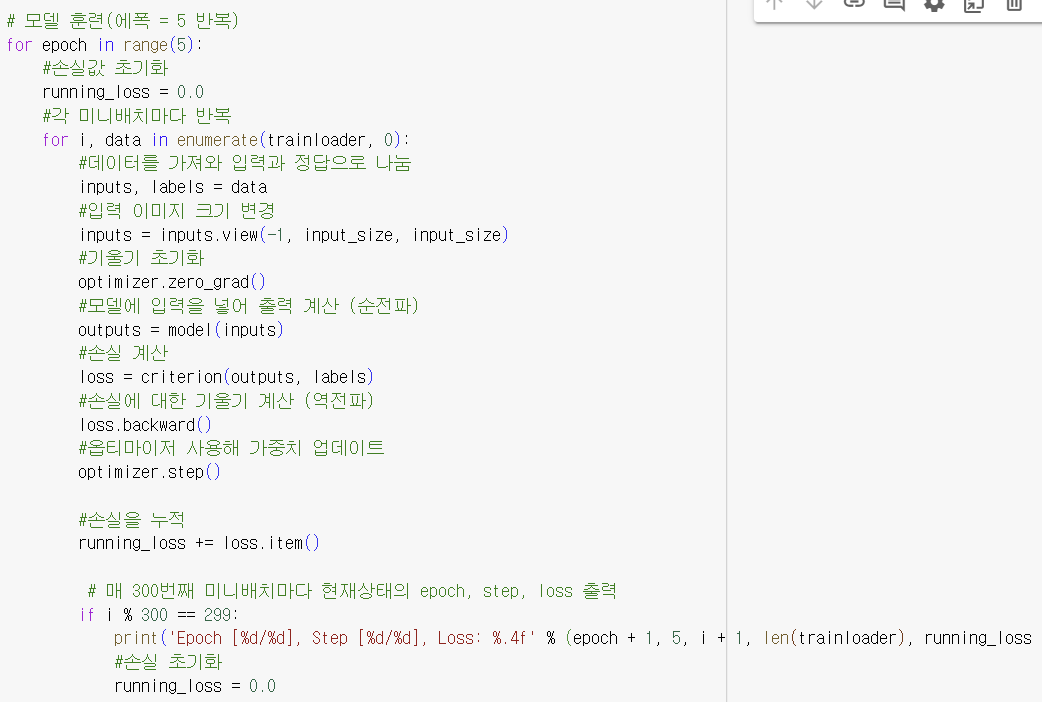 # 모델 훈련(에폭 = 5 반복)
for epoch in range(5):
    #손실값 초기화
    running_loss = 0.0
    #각 미니배치마다 반복
    for i, data in enumerate(trainloader, 0):
        #데이터를 가져와 입력과 정답으로 나눔
        inputs, labels = data
        #입력 이미지 크기 변경
        inputs = inputs.view(-1, input_size, input_size)
        #기울기 초기화
        optimizer.zero_grad()
        #모델에 입력을 넣어 출력 계산 (순전파)
        outputs = model(inputs)
        #손실 계산
        loss = criterion(outputs, labels)
        #손실에 대한 기울기 계산 (역전파)
        loss.backward()
        #옵티마이저 사용해 가중치 업데이트
        optimizer.step()

        #손실을 누적
        running_loss += loss.item()

         # 매 300번째 미니배치마다 현재상태의 epoch, step, loss 출력
        if i % 300 == 299:
            print('Epoch [%d/%d], Step [%d/%d], Loss: %.4f' % (epoch + 1, 5, i + 1, len(trainloader), running_loss
            #손실 초기화
            running_loss = 0.0